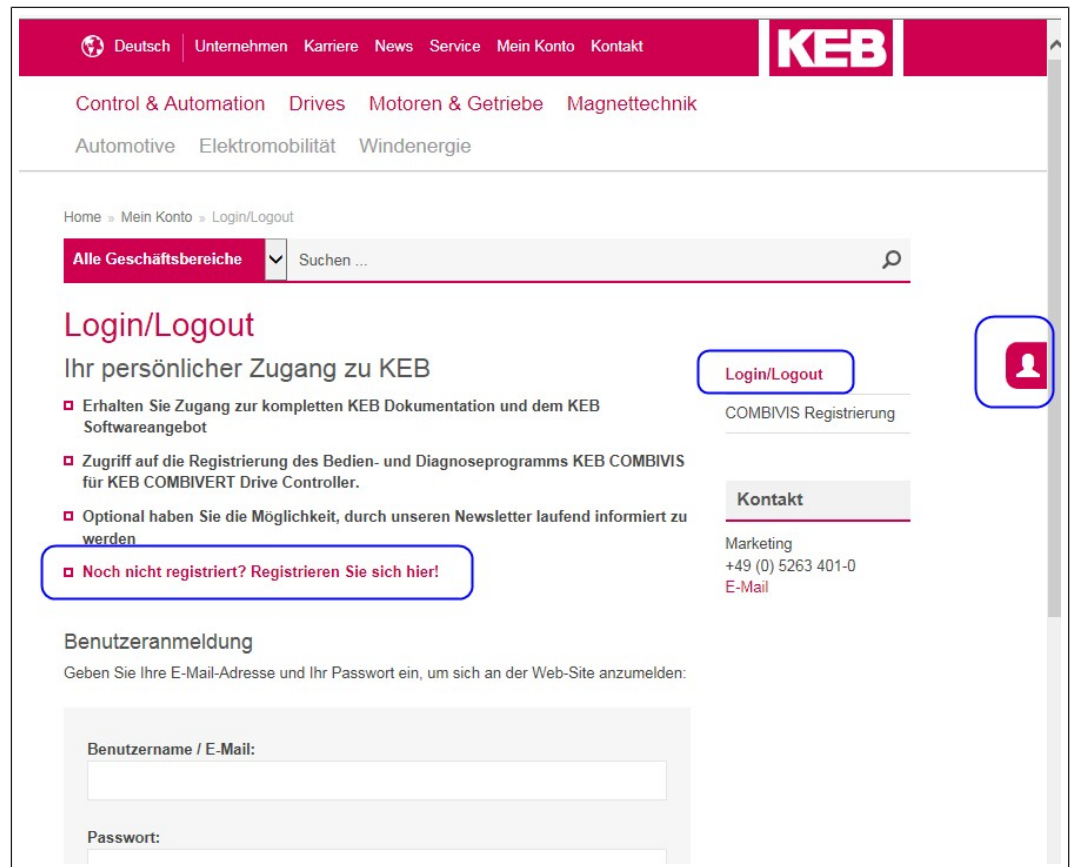 Deutsch Unternehmen Karriere News Service Mein Konto Kontakt
KEB
Control & Automation Drives Motoren & Getriebe Magnettechnik
Automotive Elektromobilität Windenergie
Home » Mein Konto » Login/Logout
Alle Geschäftsbereiche Suchen ...
Login/Logout
Ihr persönlicher Zugang zu KEB
Erhalten Sie Zugang zur kompletten KEB Dokumentation und dem KEB
Softwareangebot
Zugriff auf die Registrierung des Bedien- und Diagnoseprogramms KEB COMBIVIS
für KEB COMBIVERT Drive Controller.
Optional haben Sie die Möglichkeit, durch unseren Newsletter laufend informiert zu
werden
Noch nicht registriert? Registrieren Sie sich hier!
Benutzeranmeldung
Geben Sie Ihre E-Mail-Adresse und Ihr Passwort ein, um sich an der Web-Site anzumelden:
Benutzername / E-Mail:
Passwort:
Login/Logout
COMBIVIS Registrierung
Kontakt
Marketing
+49 (0) 5263 401-0
E-Mail